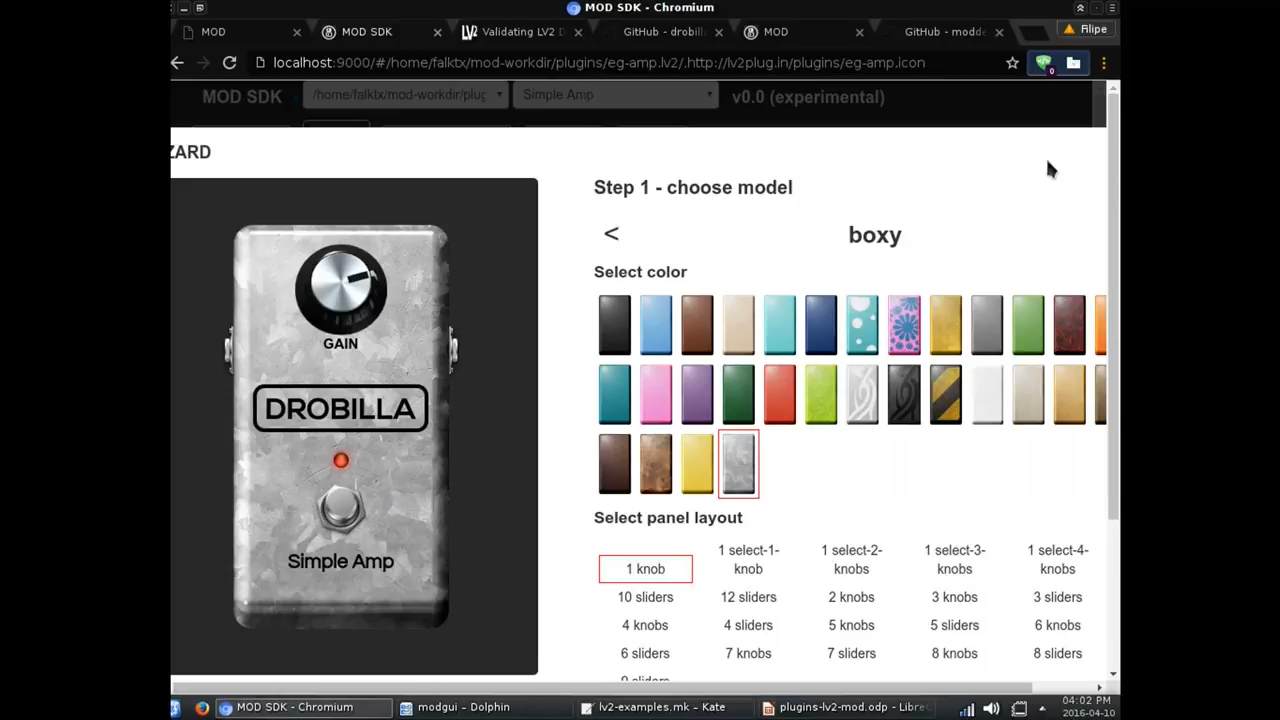 MOD SDK - Chromium
MOD
MOD SDK
Validating LV2 D
GitHub - drobill
MOD
GitHub - modd
Filipe
localhost:9000/#/home/falktx/mod-workdir/plugins/eg-amp.lv2/,http://lv2plug.in/plugins/eg-amp,icon
0
MOD SDK
/home/falktx/mod-workdir/plug
Simple Amp
v0.0 (experimental)
ZARD
Step 1 - choose model
<
boxy
Select color
GAIN
DROBILLA
Simple Amp
Select panel layout
1 knob
1 select-1-
knob
1 select-2-
knobs
1 select-3-
knobs
1 select-4-
knobs
10 sliders
12 sliders
2 knobs
3 knobs
3 sliders
4 knobs
4 sliders
5 knobs
5 sliders
6 knobs
6 sliders
7 knobs
7 sliders
8 knobs
8 sliders
MOD SDK - Chromium
modgui – Dolphin
lv2-examples.mk – Kate
plugins-lv2-mod.odp - Libre
04:02 PM
2016-04-10